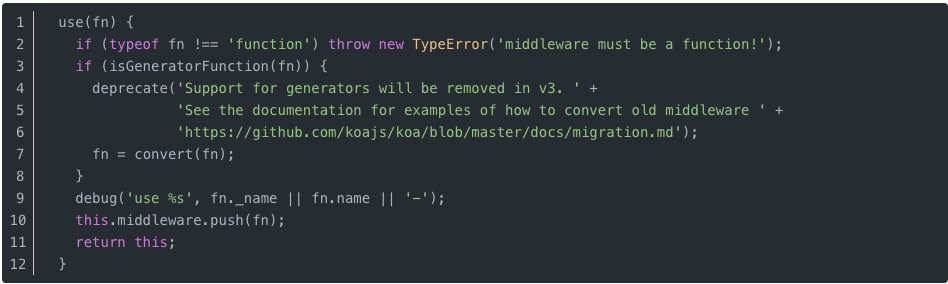 1 use(fn) {
2 if (typeof fn !== 'function') throw new TypeError('middleware must be a function!');
3 if (isGeneratorFunction(fn)) {
4 deprecate('Support for generators will be removed in v3. ' +
5 'See the documentation for examples of how to convert old middleware ' +
6 'https://github.com/koajs/koa/blob/master/docs/migration.md');
7 fn = convert(fn);
8 }
9 debug('use %s', fn._name || fn.name || '-');
10 this.middleware.push(fn);
11 return this;
12 }